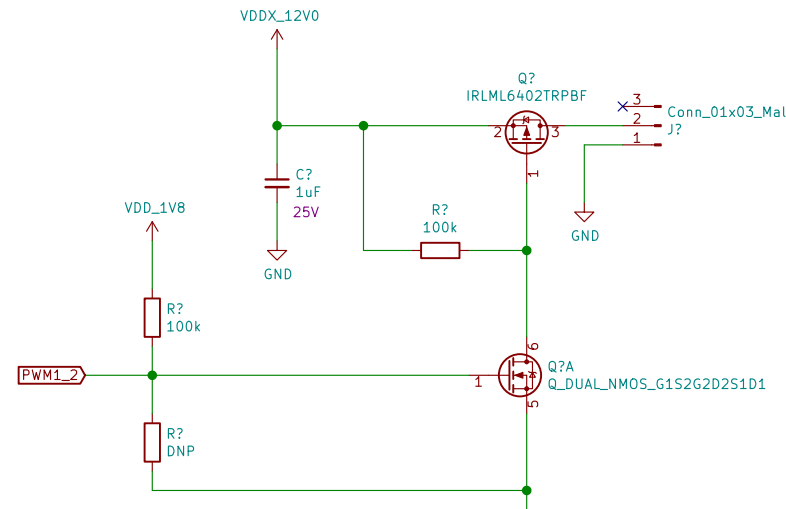 VDDX_12V0
Q?
IRLML6402TRPBF
3
Conn_01x03_Mal
2
3
2
J?
1
1
C?
1uF
25V
VDD_1V8
R?
100k
GND
GND
R?
100k
6
PWM1_2
1
Q?A
Q_DUAL_NMOS_G1S2G2D2S1D1
5
R?
DNP